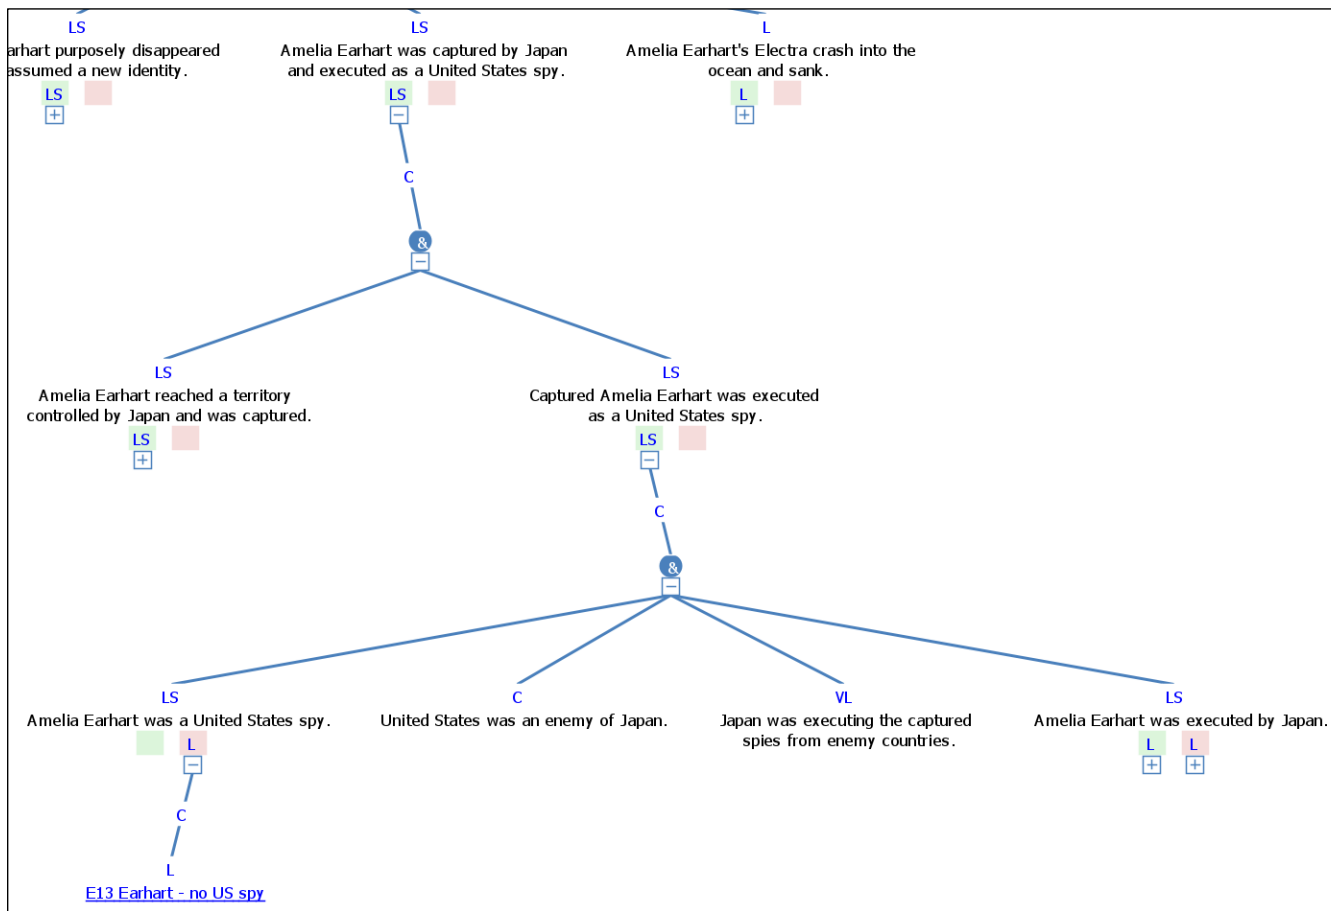 LS LS L
arhart purposely disappeared Amelia Earhart was captured by Japan Amelia Earhart's Electra crash into the
assumed a new identity. and executed as a United States spy. ocean and sank.
LS LS L
C
&
LS LS
Amelia Earhart reached a territory Captured Amelia Earhart was executed
controlled by Japan and was captured. as a United States spy.
LS LS
C
&
LS C VL LS
Amelia Earhart was a United States spy. United States was an enemy of Japan. Japan was executing the captured Amelia Earhart was executed by Japan.
spies from enemy countries.
L L L
C
L
E13 Earhart - no US spy